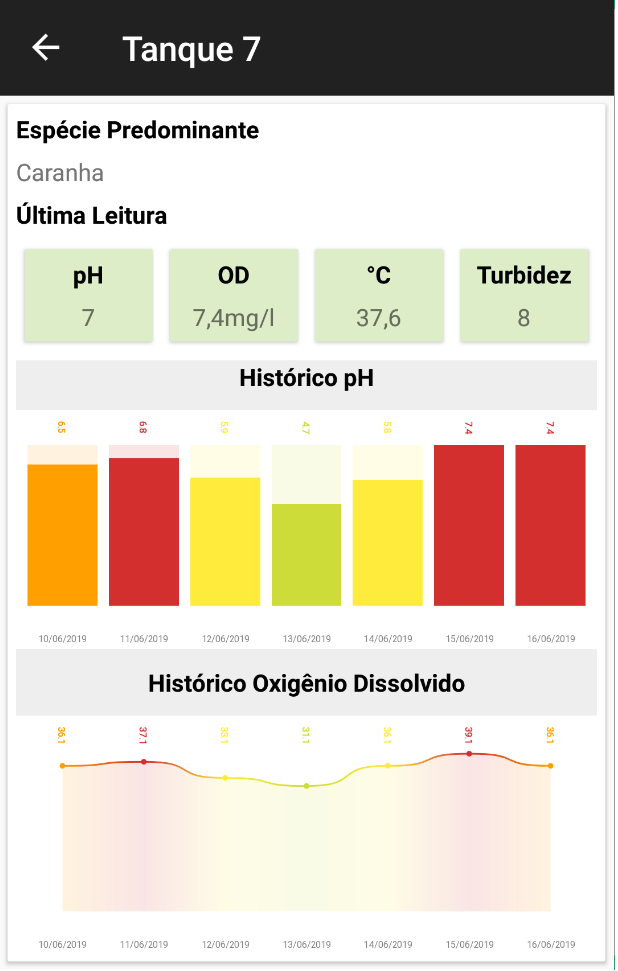 Tanque 7
Espécie Predominante
Caranha
Última Leitura
pH OD °C Turbidez
7 7,4mg/l 37,6 8
Histórico pH
6.5 6.8 5.9 4.7 5.8 7.4 7.4
10/06/2019 11/06/2019 12/06/2019 13/06/2019 14/06/2019 15/06/2019 16/06/2019
Histórico Oxigênio Dissolvido
36.1 37.1 33.1 31.1 36.1 39.1 36.1
10/06/2019 11/06/2019 12/06/2019 13/06/2019 14/06/2019 15/06/2019 16/06/2019